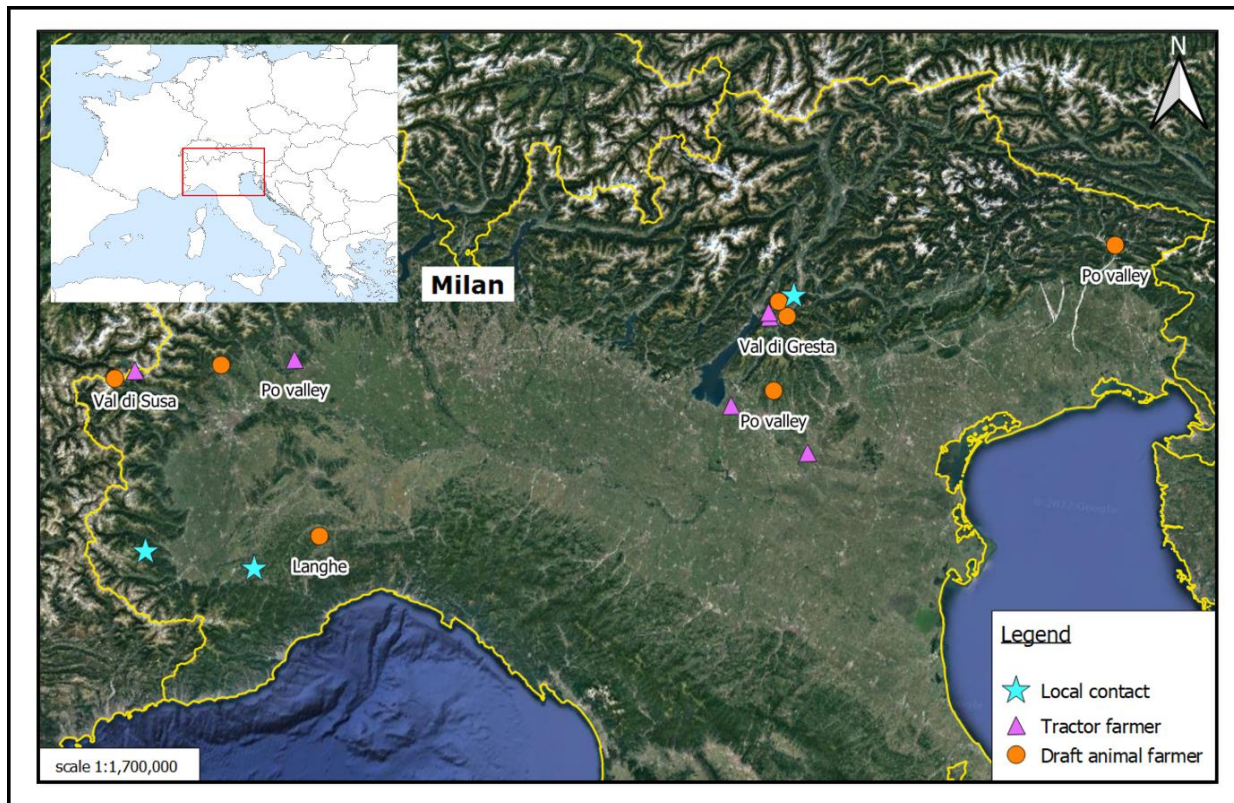 N
Milan
Po valley
Val di Gresta
Val di Susa
Po valley
Po valley
Langhe
Legend
Local contact
Tractor farmer
Draft animal farmer
scale 1:1,700,000